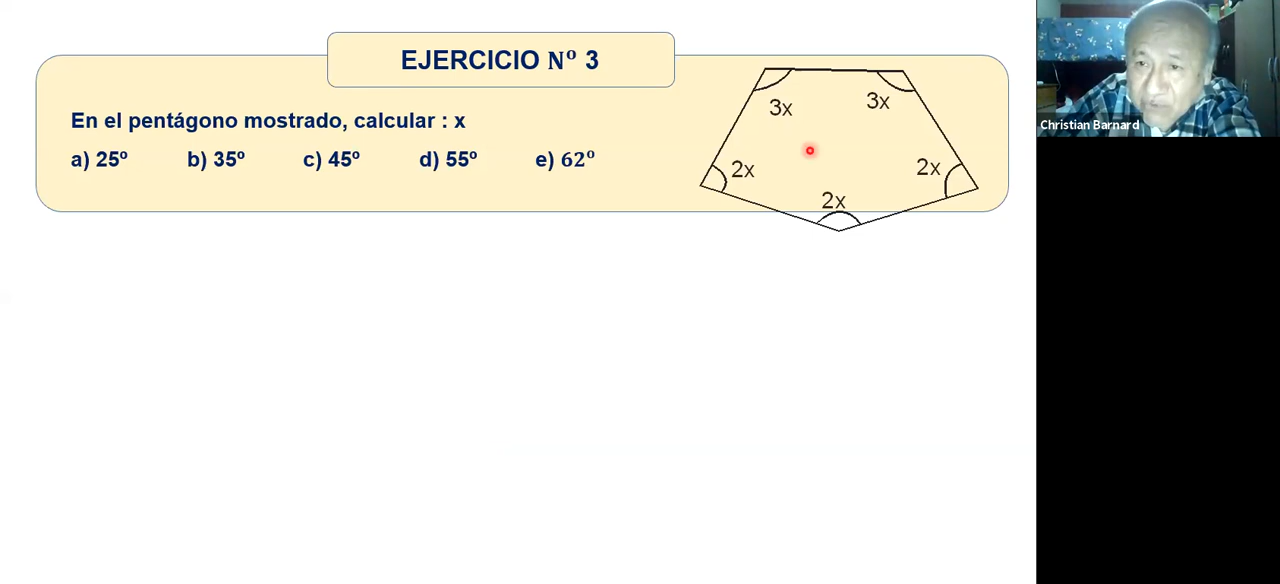 EJERCICIO Nº 3
En el pentágono mostrado, calcular : x
a) 25º b) 35º c) 45º d) 55º e) 62º
3x
3x
2x
2x
2x
Christian Barnard